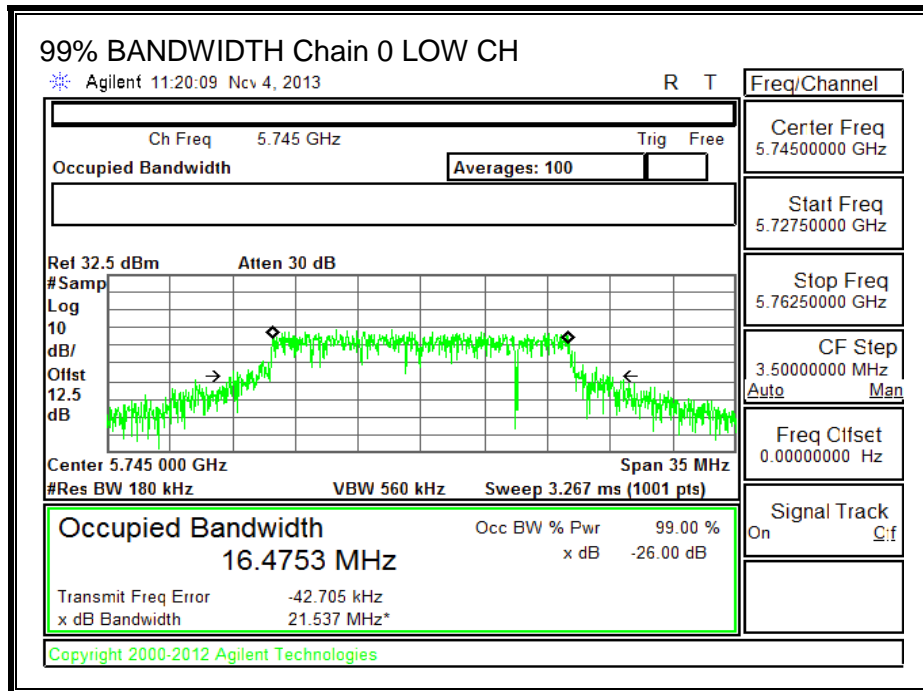 99% BANDWIDTH Chain 0 LOW CH
Agilent 11:20:09 Nov 4, 2013 R T
Freq/Channel
Ch Freq 5.745 GHz Trig Free
Occupied Bandwidth Averages: 100
Center Freq
5.74500000 GHz
Start Freq
5.72750000 GHz
Stop Freq
5.76250000 GHz
CF Step
3.50000000 MHz
Auto Man
Freq Offset
0.00000000 Hz
Signal Track
On Off
Ref 32.5 dBm Atten 30 dB
#Samp
Log
10
dB/
Offst
12.5
dB
Center 5.745 000 GHz Span 35 MHz
#Res BW 180 kHz VBW 560 kHz Sweep 3.267 ms (1001 pts)
Occupied Bandwidth Occ BW % Pwr 99.00 %
16.4753 MHz x dB -26.00 dB
Transmit Freq Error -42.705 kHz
x dB Bandwidth 21.537 MHz*
Copyright 2000-2012 Agilent Technologies